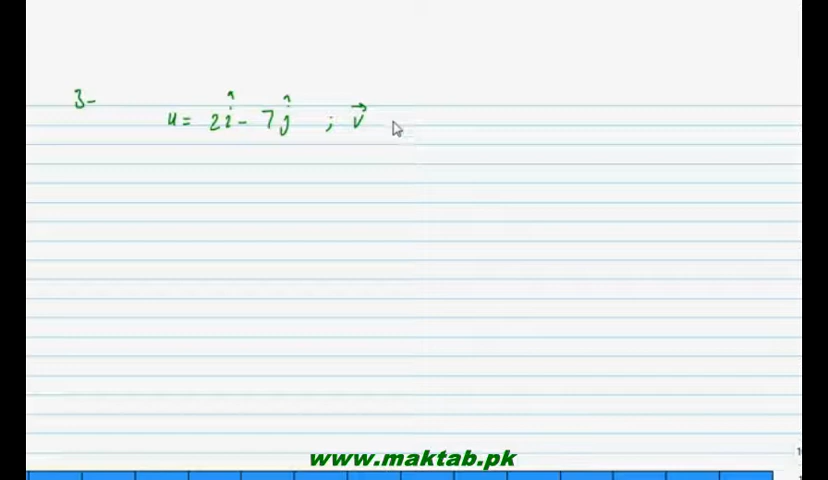 3-
u = 2î - 7ĵ ; v⃗
www.maktab.pk